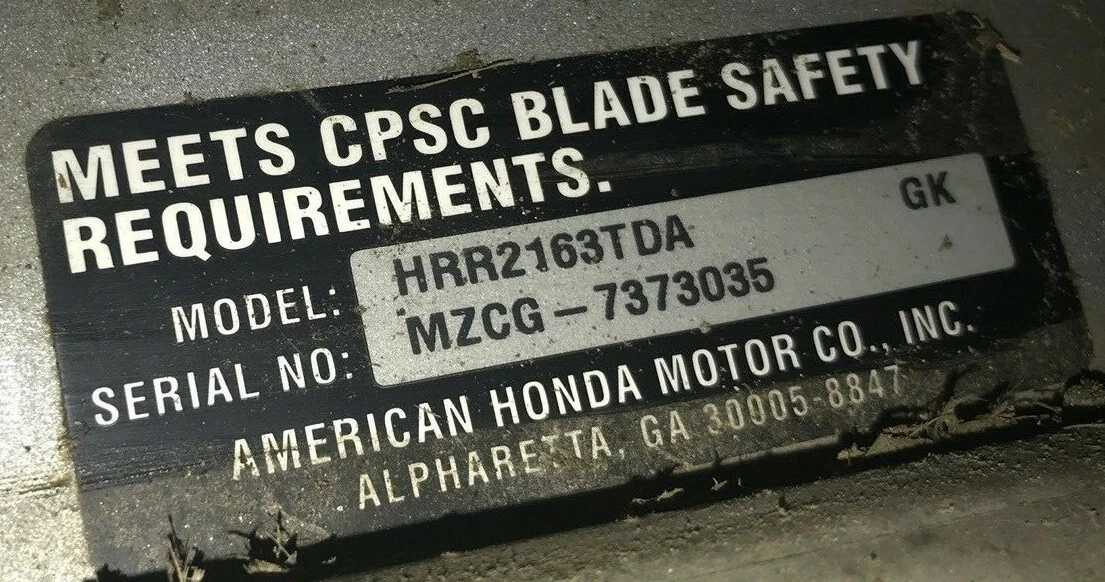 MEETS CPSC BLADE SAFETY
REQUIREMENTS.
MODEL: HRR2163TDA GK
SERIAL NO: MZCG-7373035
AMERICAN HONDA MOTOR CO., INC.
ALPHARETTA, GA 30005-8847